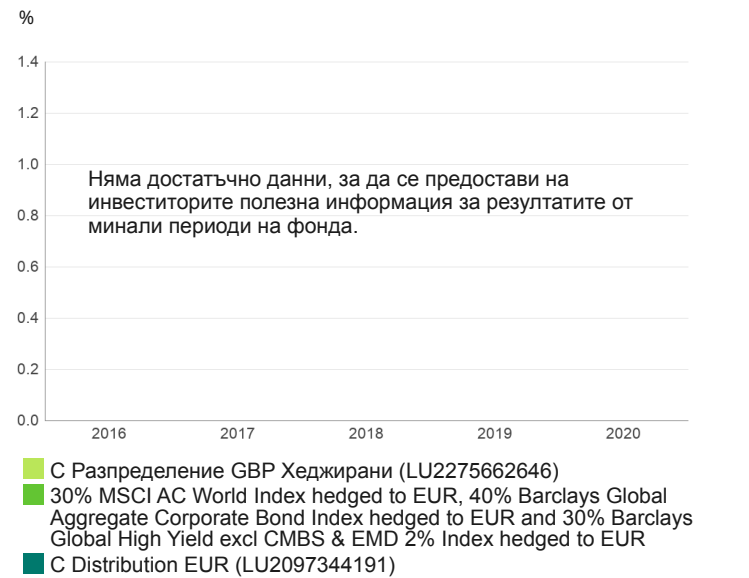 %
1.4
1.2
1.0
Няма достатъчно данни, за да се предостави на
инвеститорите полезна информация за резултатите от
0.8
минали периоди на фонда.
0.6
0.4
0.2
0.0
2016 2017 2018 2019 2020
C Разпределение GBP Хеджирани (LU2275662646)
30% MSCI AC World Index hedged to EUR, 40% Barclays Global
Aggregate Corporate Bond Index hedged to EUR and 30% Barclays
Global High Yield excl CMBS & EMD 2% Index hedged to EUR
C Distribution EUR (LU2097344191)